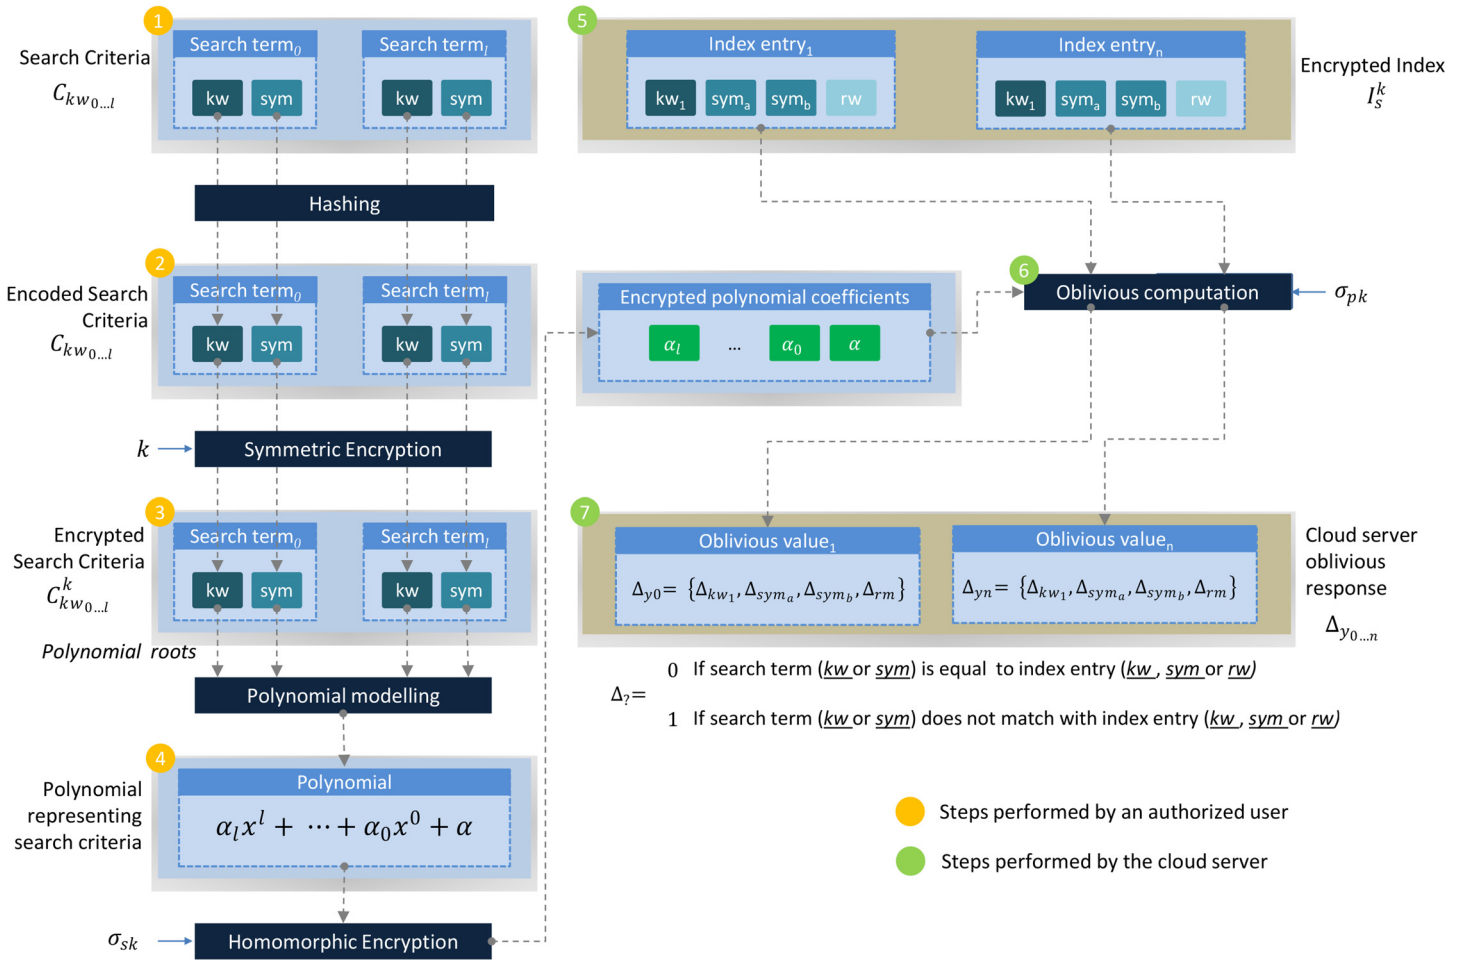 1
Search Criteria
C_{kw_{0...l}}
Search term_0
kw
sym
Search term_l
kw
sym
Hashing
2
Encoded Search
Criteria
C_{kw_{0...l}}
Search term_0
kw
sym
Search term_l
kw
sym
k
Symmetric Encryption
3
Encrypted
Search Criteria
C^k_{kw_{0...l}}
Search term_0
kw
sym
Search term_l
kw
sym
Polynomial roots
Polynomial modelling
4
Polynomial
representing
search criteria
Polynomial
α_l x^l + ⋯ + α_0 x^0 + α
σ_{sk}
Homomorphic Encryption
5
Index entry_1
kw_1
sym_a
sym_b
rw
Index entry_n
kw_1
sym_a
sym_b
rw
Encrypted Index
I^k_s
Encrypted polynomial coefficients
α_l
...
α_0
α
6
Oblivious computation
σ_{pk}
7
Oblivious value_1
Δ_{y0}= {Δ_{kw_1}, Δ_{sym_a}, Δ_{sym_b}, Δ_{rm}}
Oblivious value_n
Δ_{yn}= {Δ_{kw_1}, Δ_{sym_a}, Δ_{sym_b}, Δ_{rm}}
Cloud server
oblivious
response
Δ_{y_{0...n}}
Δ_?=
0 If search term (kw or sym) is equal to index entry (kw , sym or rw)
1 If search term (kw or sym) does not match with index entry (kw , sym or rw)
Steps performed by an authorized user
Steps performed by the cloud server